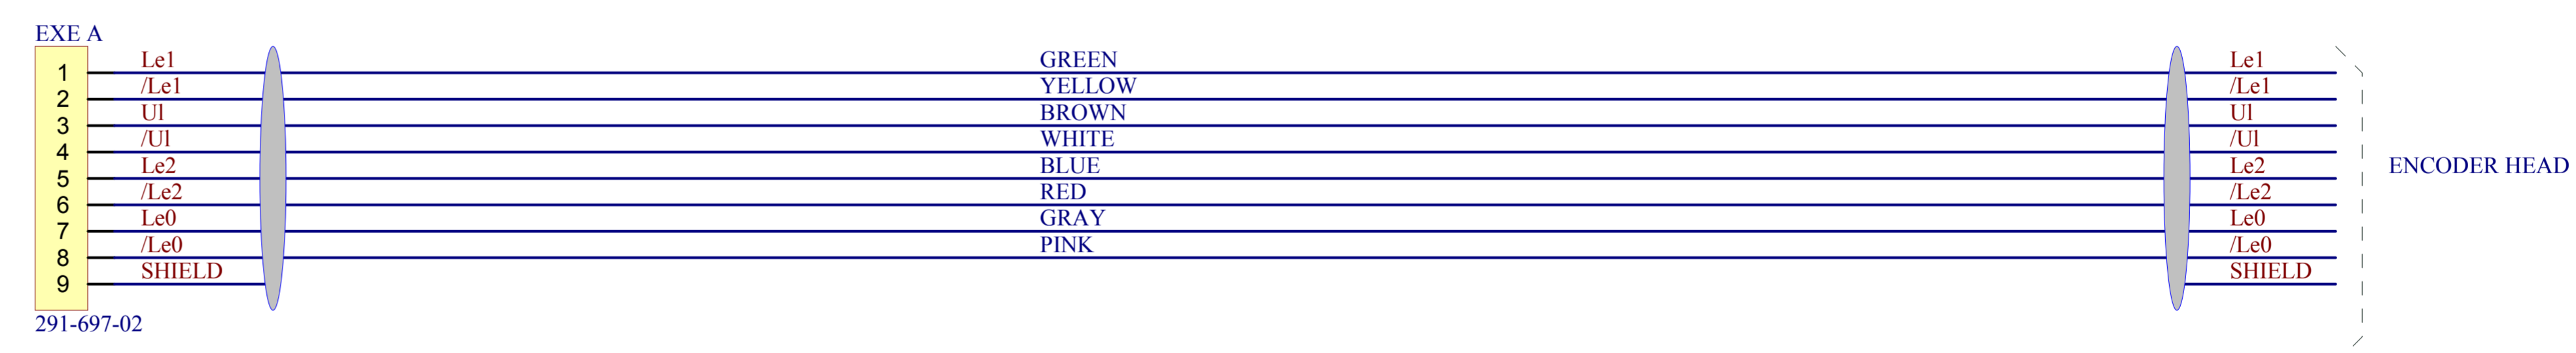 EXE A
1 Le1 GREEN Le1
2 /Le1 YELLOW /Le1
3 Ul BROWN Ul
4 /Ul WHITE /Ul
5 Le2 BLUE Le2 ENCODER HEAD
6 /Le2 RED /Le2
7 Le0 GRAY Le0
8 /Le0 PINK /Le0
9 SHIELD SHIELD
291-697-02